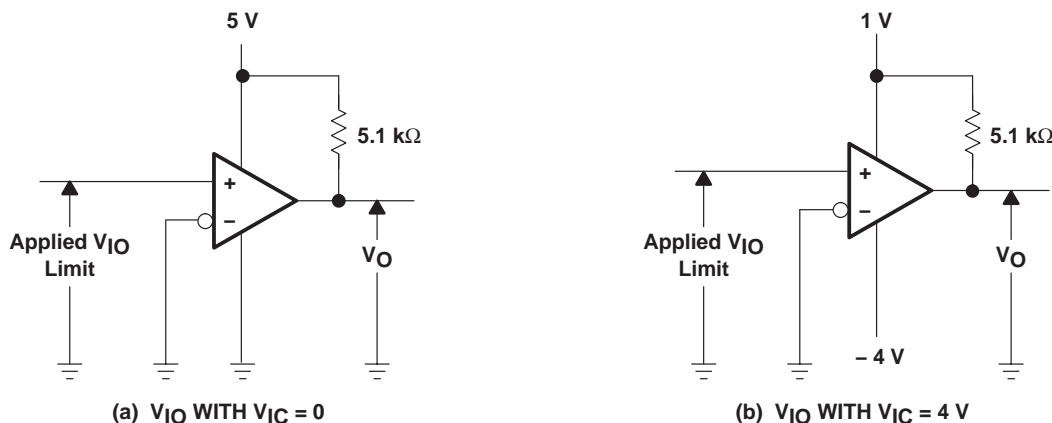 5 V
5.1 kΩ
+
−
Applied VIO
Limit
VO
(a) VIO WITH VIC = 0
1 V
5.1 kΩ
+
−
Applied VIO
Limit
VO
– 4 V
(b) VIO WITH VIC = 4 V